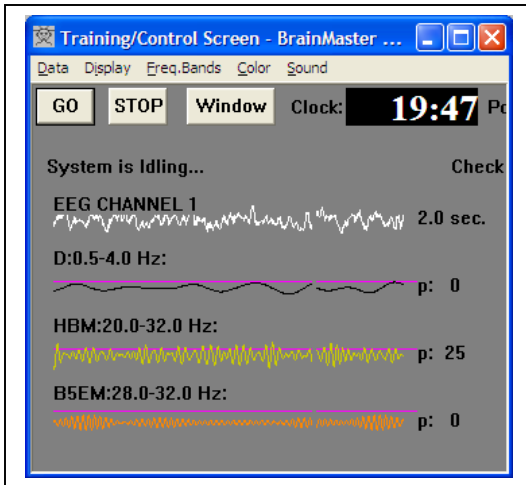 Training/Control Screen - BrainMaster ...
Data Display Freq.Bands Color Sound
GO STOP Window Clock: 19:47 Po
System is Idling... Check
EEG CHANNEL 1
2.0 sec.
D:0.5-4.0 Hz:
p: 0
HBM:20.0-32.0 Hz:
p: 25
B5EM:28.0-32.0 Hz:
p: 0